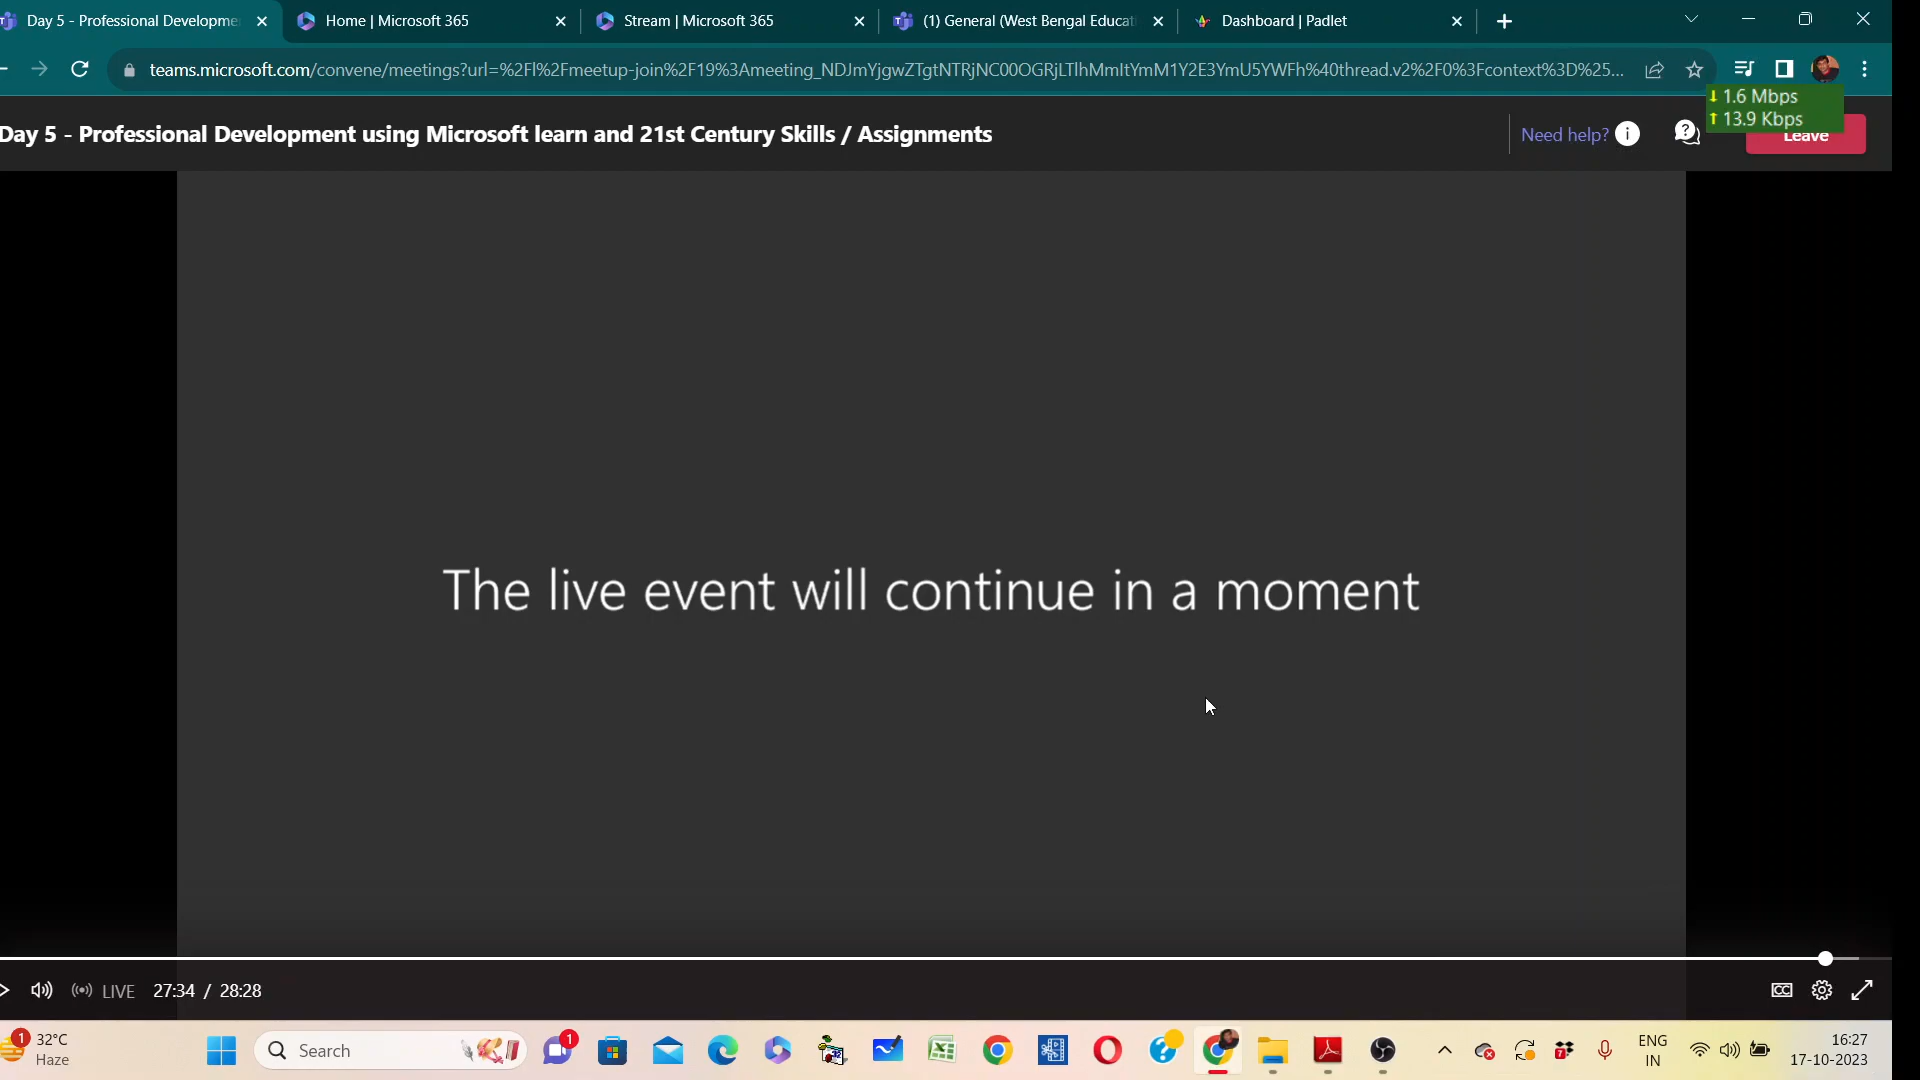 Day 5 - Professional Developme
Home | Microsoft 365
Stream | Microsoft 365
(1) General (West Bengal Educat
Dashboard | Padlet
teams.microsoft.com/convene/meetings?url=%2Fl%2Fmeetup-join%2F19%3Ameeting_NDJmYjgwZTgtNTRjNC00OGRjLTlhMmItYmM1Y2E3YmU5YWFh%40thread.v2%2F0%3Fcontext%3D%25...
1.6 Mbps
13.9 Kbps
Day 5 - Professional Development using Microsoft learn and 21st Century Skills / Assignments
Need help?
Leave
The live event will continue in a moment
LIVE 27:34 / 28:28
CC
1
32°C
Haze
Search
1
7
ENG
IN
16:27
17-10-2023